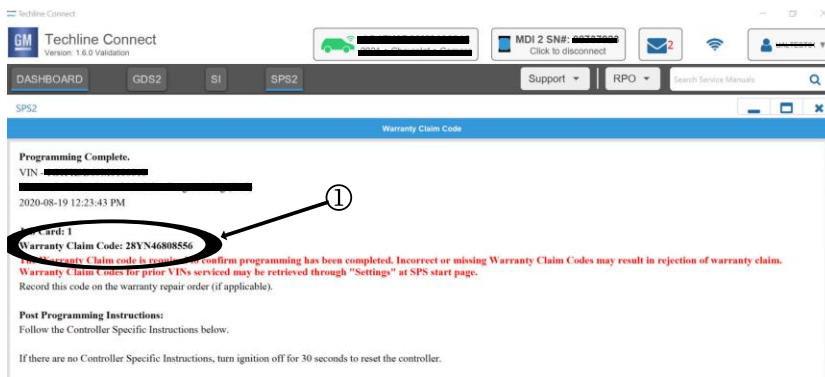 Techline Connect
GM
Techline Connect
Version: 1.6.0 Validation
MDI 2 SN#:
Click to disconnect
2
DASHBOARD GDS2 SI SPS2
Support RPO Search Service Manuals
SPS2
Warranty Claim Code
Programming Complete.
VIN -
2020-08-19 12:23:43 PM
①
Card: 1
Warranty Claim Code: 28YN46808556
The Warranty Claim code is required to confirm programming has been completed. Incorrect or missing Warranty Claim Codes may result in rejection of warranty claim.
Warranty Claim Codes for prior VINs serviced may be retrieved through "Settings" at SPS start page.
Record this code on the warranty repair order (if applicable).
Post Programming Instructions:
Follow the Controller Specific Instructions below.
If there are no Controller Specific Instructions, turn ignition off for 30 seconds to reset the controller.